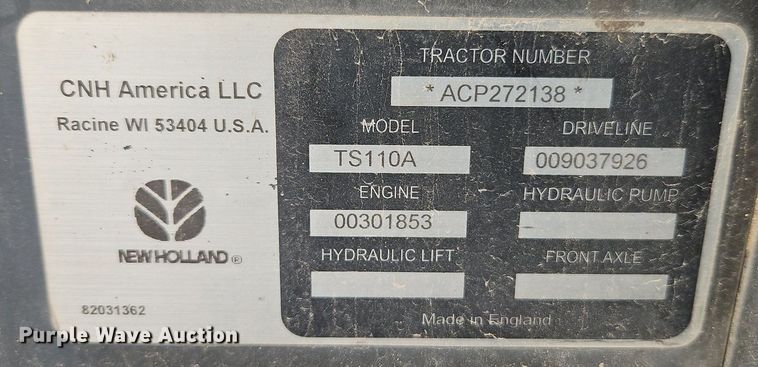 CNH America LLC
Racine WI 53404 U.S.A.
NEW HOLLAND ®
82031362
TRACTOR NUMBER
* ACP272138 *
MODEL DRIVELINE
TS110A 009037926
ENGINE HYDRAULIC PUMP
00301853
HYDRAULIC LIFT FRONT AXLE
Made in England
Purple Wave Auction